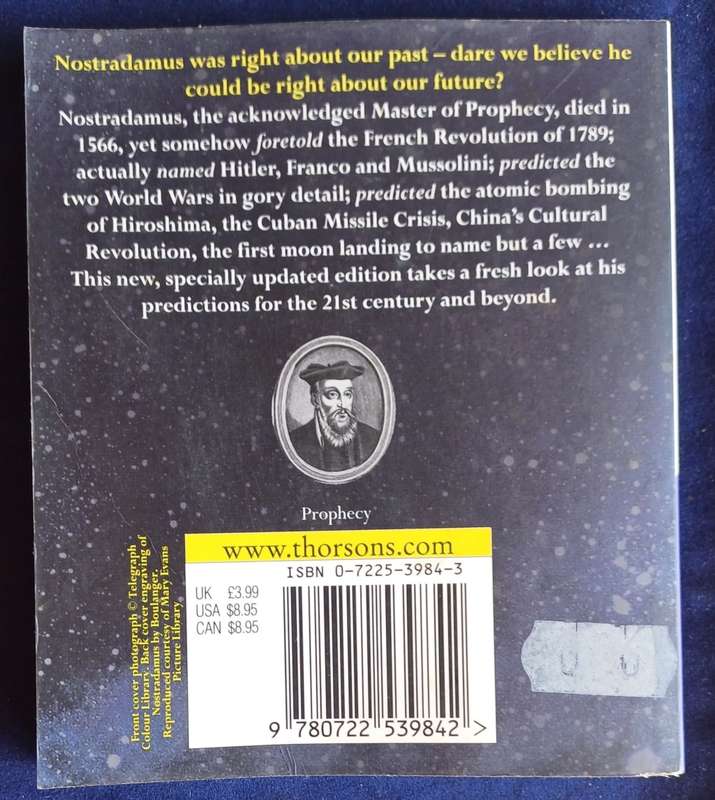 Nostradamus was right about our past – dare we believe he
could be right about our future?
Nostradamus, the acknowledged Master of Prophecy, died in
1566, yet somehow foretold the French Revolution of 1789;
actually named Hitler, Franco and Mussolini; predicted the
two World Wars in gory detail; predicted the atomic bombing
of Hiroshima, the Cuban Missile Crisis, China's Cultural
Revolution, the first moon landing to name but a few ...
This new, specially updated edition takes a fresh look at his
predictions for the 21st century and beyond.
Prophecy
www.thorsons.com
ISBN 0-7225-3984-3
UK £3.99
USA $8.95
CAN $8.95
9 780722 539842 >
Front cover photograph © Telegraph
Colour Library. Back cover engraving of
Nostradamus by Boulanger.
Reproduced courtesy of Mary Evans
Picture Library